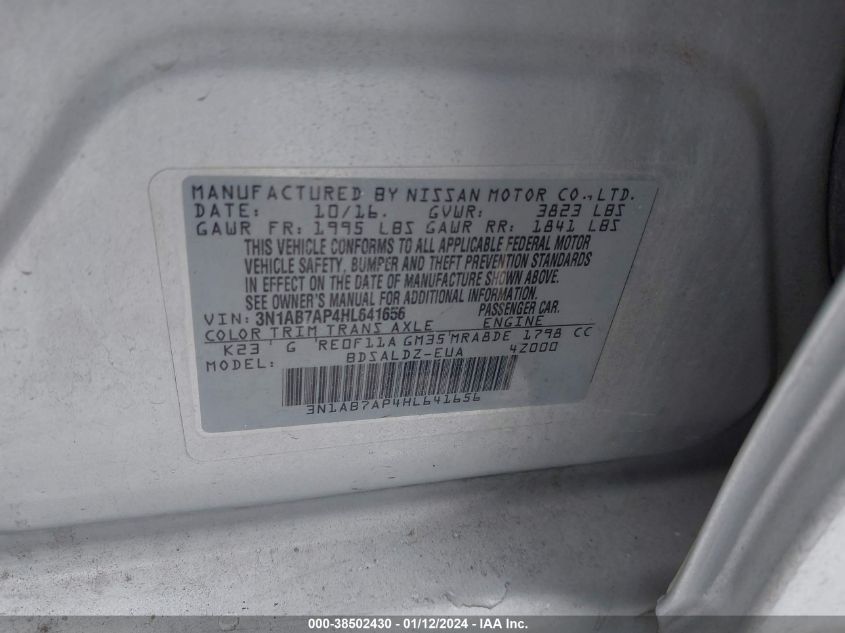 MANUFACTURED BY NISSAN MOTOR CO., LTD.
DATE: 10/16. GVWR: 3823 LBS
GAWR FR: 1995 LBS GAWR RR: 1841 LBS
THIS VEHICLE CONFORMS TO ALL APPLICABLE FEDERAL MOTOR
VEHICLE SAFETY, BUMPER AND THEFT PREVENTION STANDARDS
IN EFFECT ON THE DATE OF MANUFACTURE SHOWN ABOVE.
SEE OWNER'S MANUAL FOR ADDITIONAL INFORMATION.
VIN: 3N1AB7AP4HL641656 PASSENGER CAR.
COLOR TRIM TRANS AXLE ENGINE
K23 G RE0F11A GM35 MRA8DE 1798 CC
MODEL: BDSALDZ-EUA 4Z000
3N1AB7AP4HL641656
000-38502430 - 01/12/2024 - IAA Inc.